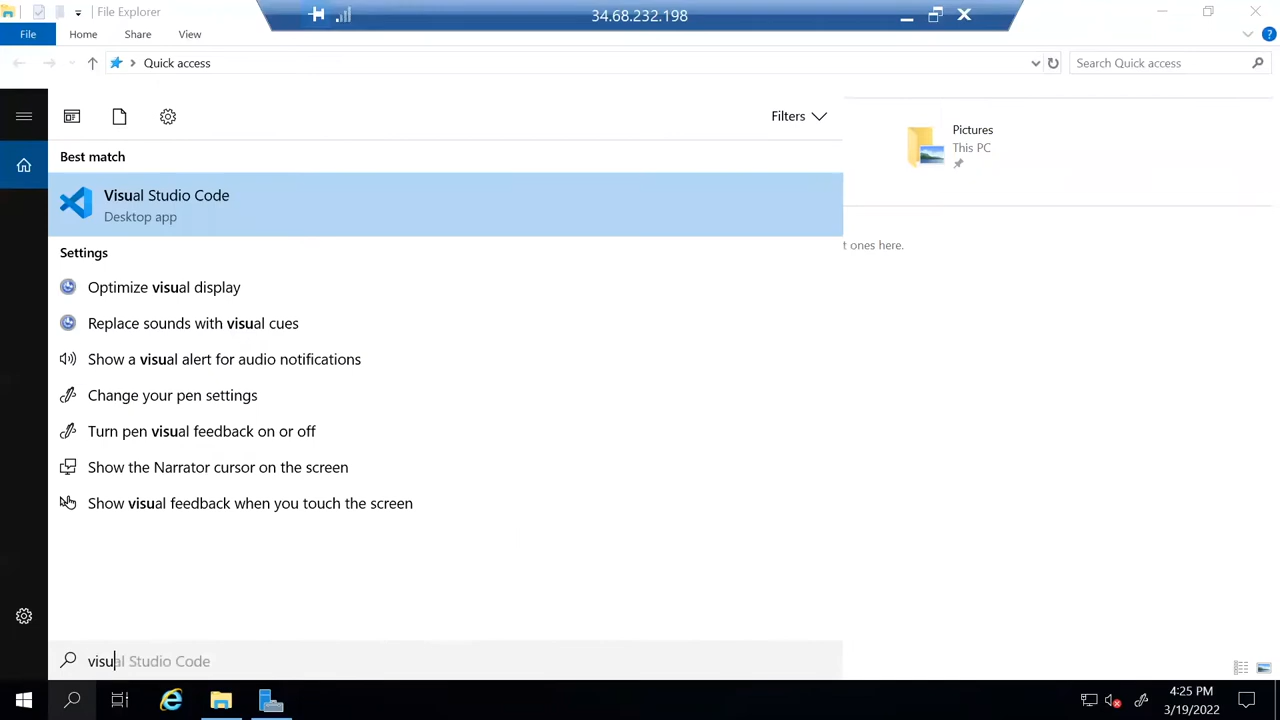 File Explorer
34.68.232.198
File Home Share View
?
Quick access
Search Quick access
Filters
Best match
Visual Studio Code
Desktop app
Settings
Optimize visual display
Replace sounds with visual cues
Show a visual alert for audio notifications
Change your pen settings
Turn pen visual feedback on or off
Show the Narrator cursor on the screen
Show visual feedback when you touch the screen
Pictures
This PC
t ones here.
visual Studio Code
4:25 PM
3/19/2022